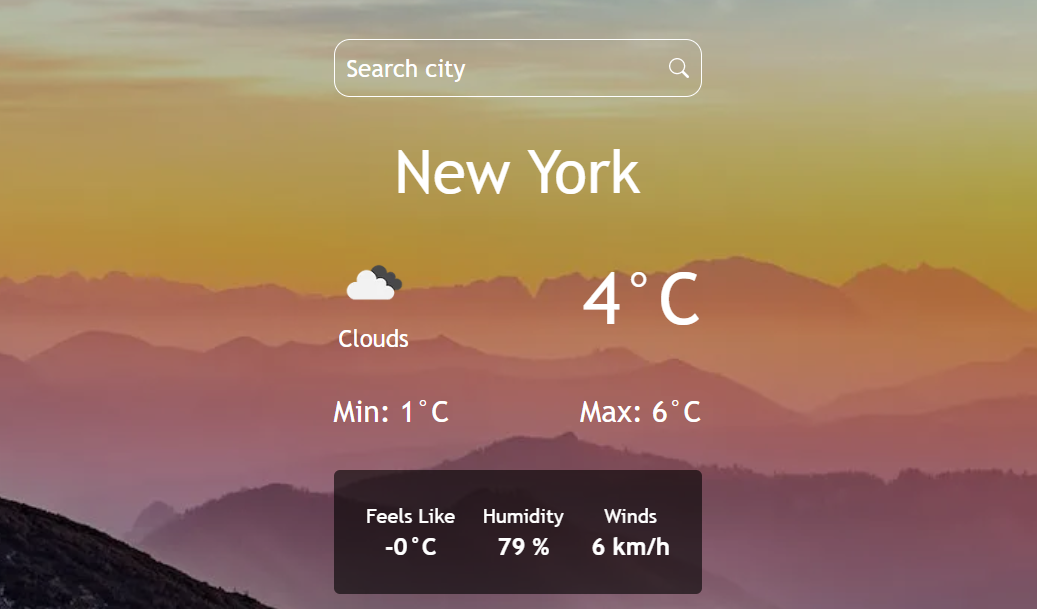 Search city
New York
4°C
Clouds
Min: 1°C Max: 6°C
Feels Like Humidity Winds
-0°C 79 % 6 km/h